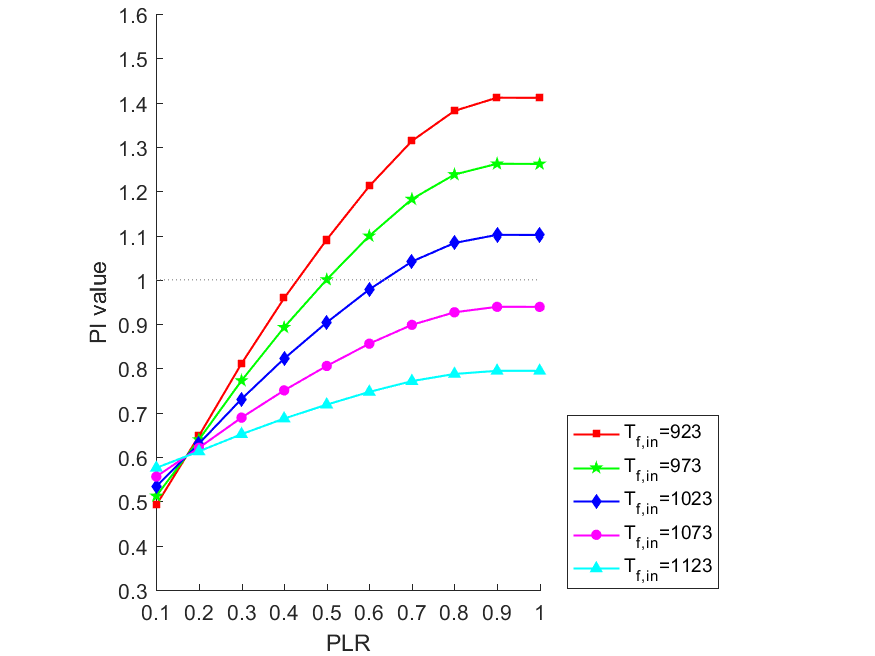 1.6
1.5
1.4
1.3
1.2
1.1
1
0.9
0.8
0.7
0.6
0.5
0.4
0.3
PI value
0.1 0.2 0.3 0.4 0.5 0.6 0.7 0.8 0.9 1
PLR
T_f,in=923
T_f,in=973
T_f,in=1023
T_f,in=1073
T_f,in=1123